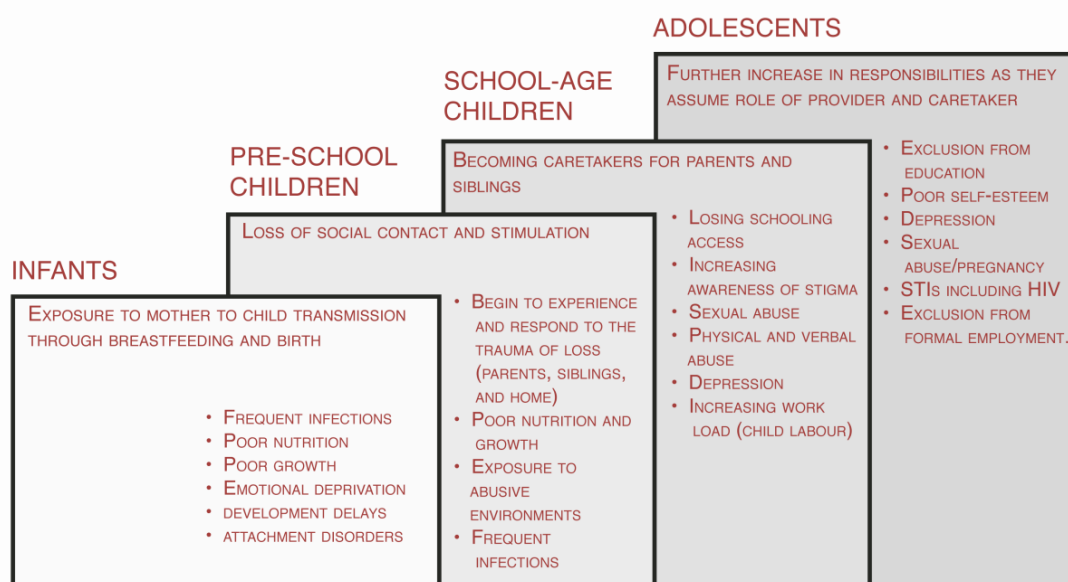 INFANTS
EXPOSURE TO MOTHER TO CHILD TRANSMISSION
THROUGH BREASTFEEDING AND BIRTH
• FREQUENT INFECTIONS
• POOR NUTRITION
• POOR GROWTH
• EMOTIONAL DEPRIVATION
• DEVELOPMENT DELAYS
• ATTACHMENT DISORDERS
PRE-SCHOOL
CHILDREN
LOSS OF SOCIAL CONTACT AND STIMULATION
• BEGIN TO EXPERIENCE
AND RESPOND TO THE
TRAUMA OF LOSS
(PARENTS, SIBLINGS,
AND HOME)
• POOR NUTRITION AND
GROWTH
• EXPOSURE TO
ABUSIVE
ENVIRONMENTS
• FREQUENT
INFECTIONS
SCHOOL-AGE
CHILDREN
BECOMING CARETAKERS FOR PARENTS AND
SIBLINGS
• LOSING SCHOOLING
ACCESS
• INCREASING
AWARENESS OF STIGMA
• SEXUAL ABUSE
• PHYSICAL AND VERBAL
ABUSE
• DEPRESSION
• INCREASING WORK
LOAD (CHILD LABOUR)
ADOLESCENTS
FURTHER INCREASE IN RESPONSIBILITIES AS THEY
ASSUME ROLE OF PROVIDER AND CARETAKER
• EXCLUSION FROM
EDUCATION
• POOR SELF-ESTEEM
• DEPRESSION
• SEXUAL
ABUSE/PREGNANCY
• STIS INCLUDING HIV
• EXCLUSION FROM
FORMAL EMPLOYMENT.